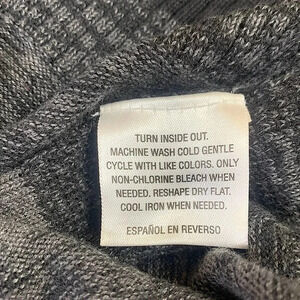 TURN INSIDE OUT.
MACHINE WASH COLD GENTLE
CYCLE WITH LIKE COLORS. ONLY
NON-CHLORINE BLEACH WHEN
NEEDED. RESHAPE DRY FLAT.
COOL IRON WHEN NEEDED.
ESPAÑOL EN REVERSO